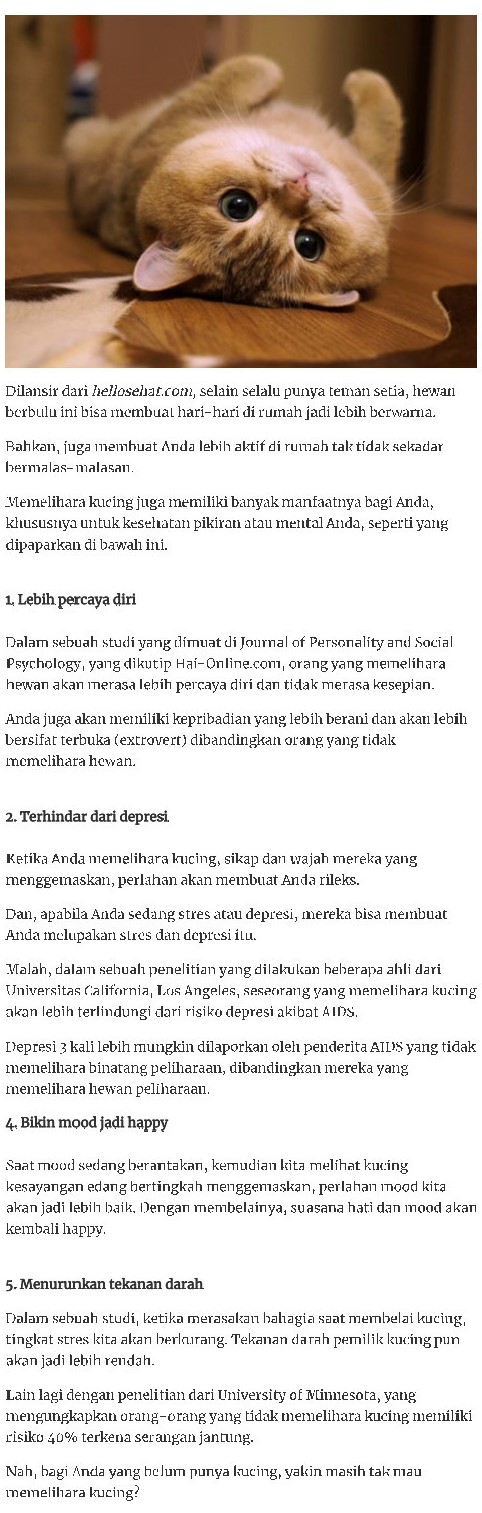 Dilansir dari hellosehat.com, selain selalu punya teman setia, hewan
berbulu ini bisa membuat hari-hari di rumah jadi lebih berwarna.
Bahkan, juga membuat Anda lebih aktif di rumah tak tidak sekadar
bermalas-malasan.
Memelihara kucing juga memiliki banyak manfaatnya bagi Anda,
khususnya untuk kesehatan pikiran atau mental Anda, seperti yang
dipaparkan di bawah ini.
1. Lebih percaya diri
Dalam sebuah studi yang dimuat di Journal of Personality and Social
Psychology, yang dikutip Hai-Online.com, orang yang memelihara
hewan akan merasa lebih percaya diri dan tidak merasa kesepian.
Anda juga akan memiliki kepribadian yang lebih berani dan akan lebih
bersifat terbuka (extrovert) dibandingkan orang yang tidak
memelihara hewan.
2. Terhindar dari depresi
Ketika Anda memelihara kucing, sikap dan wajah mereka yang
menggemaskan, perlahan akan membuat Anda rileks.
Dan, apabila Anda sedang stres atau depresi, mereka bisa membuat
Anda melupakan stres dan depresi itu.
Malah, dalam sebuah penelitian yang dilakukan beberapa ahli dari
Universitas California, Los Angeles, seseorang yang memelihara kucing
akan lebih terlindungi dari risiko depresi akibat AIDS.
Depresi 3 kali lebih mungkin dilaporkan oleh penderita AIDS yang tidak
memelihara binatang peliharaan, dibandingkan mereka yang
memelihara hewan peliharaan.
4. Bikin mood jadi happy
Saat mood sedang berantakan, kemudian kita melihat kucing
kesayangan edang bertingkah menggemaskan, perlahan mood kita
akan jadi lebih baik. Dengan membelainya, suasana hati dan mood akan
kembali happy.
5. Menurunkan tekanan darah
Dalam sebuah studi, ketika merasakan bahagia saat membelai kucing,
tingkat stres kita akan berkurang. Tekanan darah pemilik kucing pun
akan jadi lebih rendah.
Lain lagi dengan penelitian dari University of Minnesota, yang
mengungkapkan orang-orang yang tidak memelihara kucing memiliki
risiko 40% terkena serangan jantung.
Nah, bagi Anda yang belum punya kucing, yakin masih tak mau
memelihara kucing?